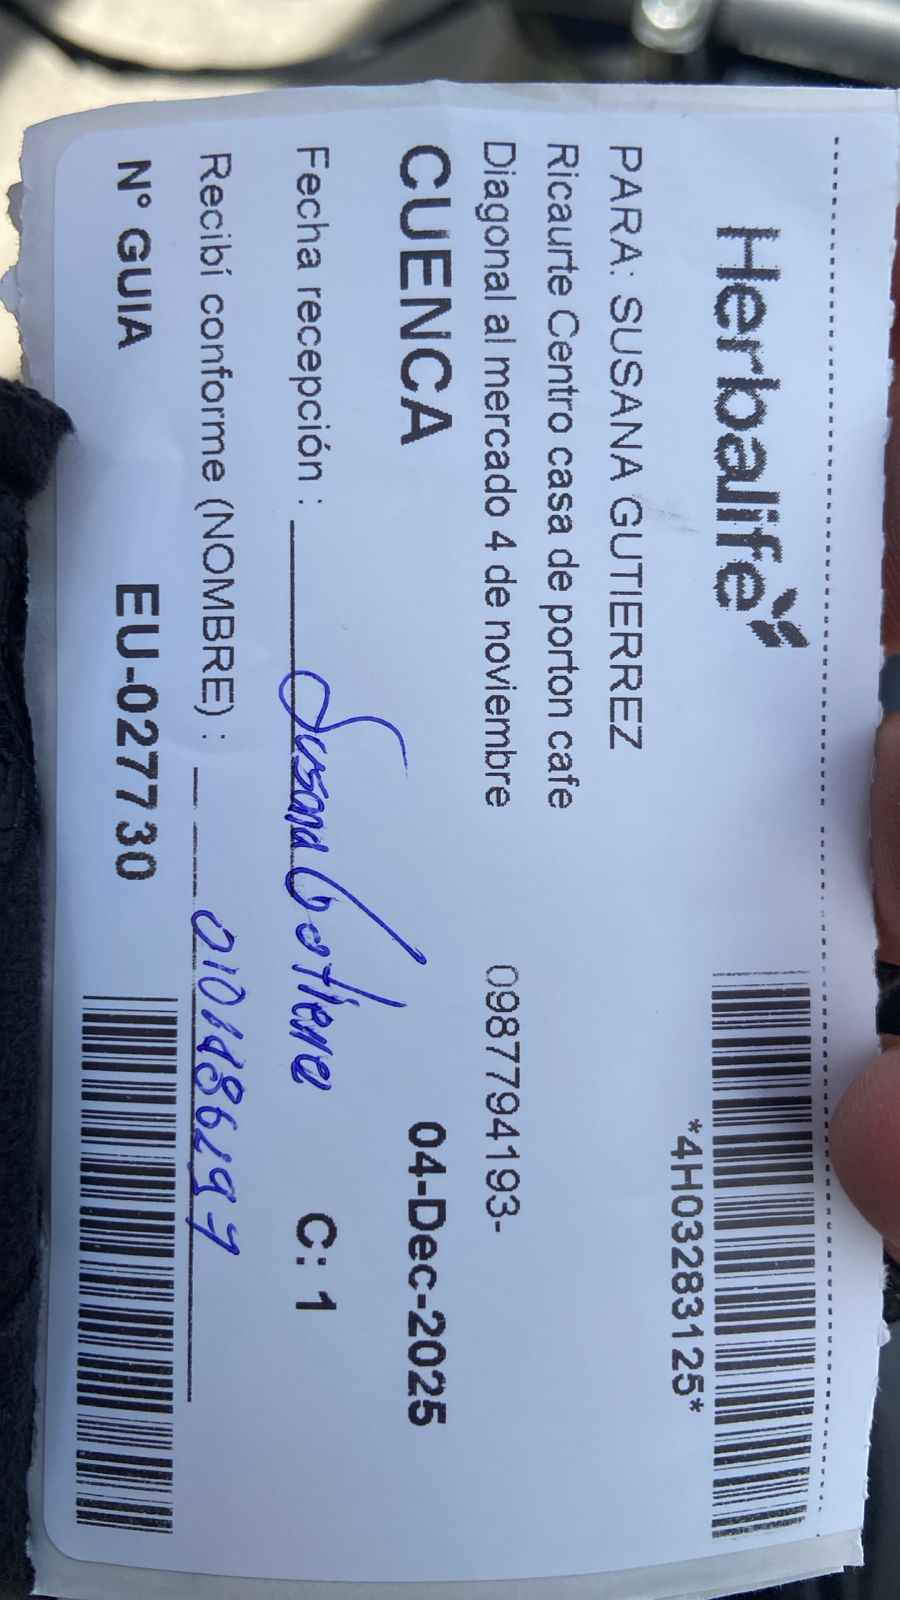 Herbalife
*4H03283125*
PARA: SUSANA GUTIERREZ
Ricaurte Centro casa de porton cafe
Diagonal al mercado 4 de noviembre 0987794193-
CUENCA 04-Dec-2025
Fecha recepción : Susana C: 1
Recibí conforme (NOMBRE) :
N° GUIA EU-027730